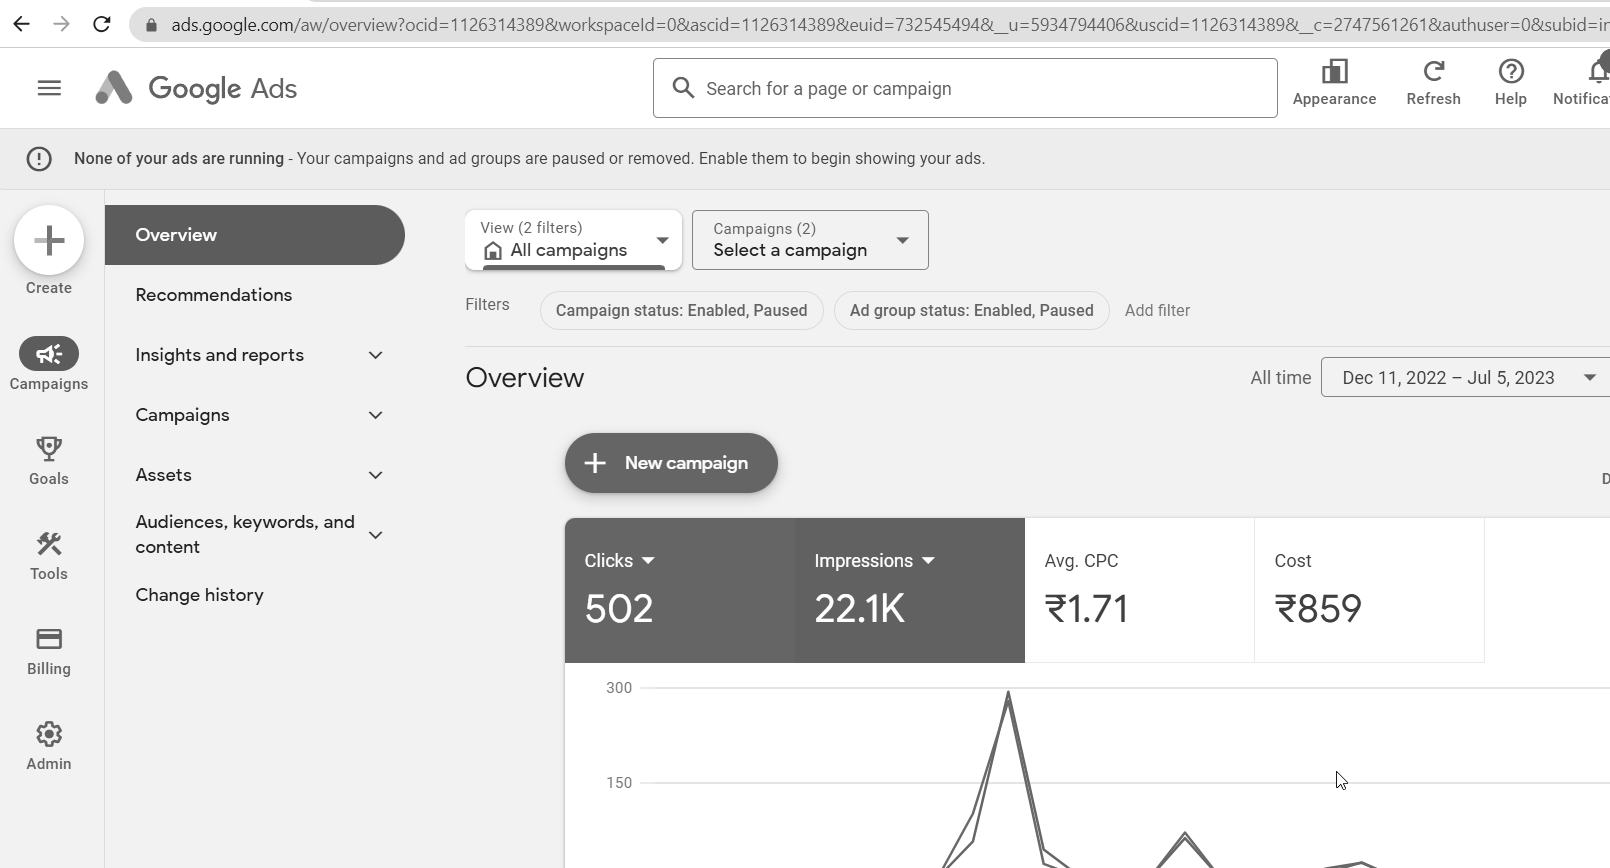 ads.google.com/aw/overview?ocid=1126314389&workspaceId=0&ascid=1126314389&euid=732545494&__u=5934794406&uscid=1126314389&__c=2747561261&authuser=0&subid=in
Google Ads
Search for a page or campaign
Appearance
Refresh
Help
Notifica
None of your ads are running - Your campaigns and ad groups are paused or removed. Enable them to begin showing your ads.
Create
Campaigns
Goals
Tools
Billing
Admin
Overview
Recommendations
Insights and reports
Campaigns
Assets
Audiences, keywords, and
content
Change history
View (2 filters)
All campaigns
Campaigns (2)
Select a campaign
Filters
Campaign status: Enabled, Paused
Ad group status: Enabled, Paused
Add filter
Overview
All time
Dec 11, 2022 – Jul 5, 2023
New campaign
D
Clicks
502
Impressions
22.1K
Avg. CPC
₹1.71
Cost
₹859
300
150